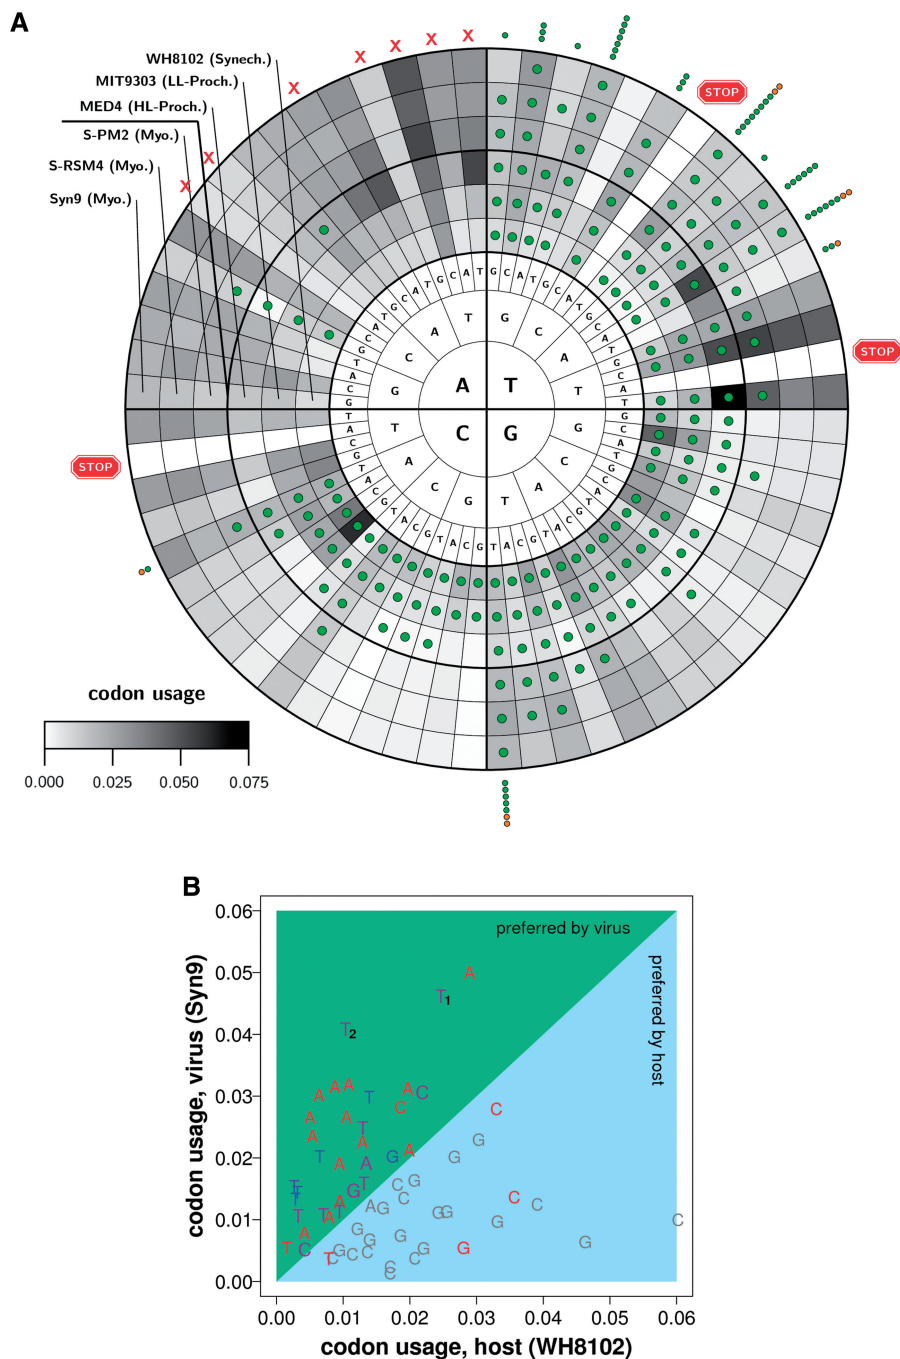 A
X X X X X
X
X
WH8102 (Synech.)
MIT9303 (LL-Proch.)
MED4 (HL-Proch.)
S-PM2 (Myo.)
S-RSM4 (Myo.)
Syn9 (Myo.)
STOP
STOP
STOP
G C A T G C A T G C A T G C A T
G C A T G C A T G C A T G C A T
G C A T G C A T G C A T G C A T
G C A T G C A T G C A T G C A T
G C A T
G C A T
G C A T
G C A T
A T
C G
codon usage
0.000 0.025 0.050 0.075
B
preferred by virus
preferred by host
A
T1
T2
A A A A T A C
C C
A A T A G
T A A T G G
A A G
T T T T G T C G
T A A C G C C
T T T A G G G C
A G G G G
T C G C G G C G G
T C C C
C
0.06
0.05
0.04
0.03
0.02
0.01
0.00
codon usage, virus (Syn9)
0.00 0.01 0.02 0.03 0.04 0.05 0.06
codon usage, host (WH8102)